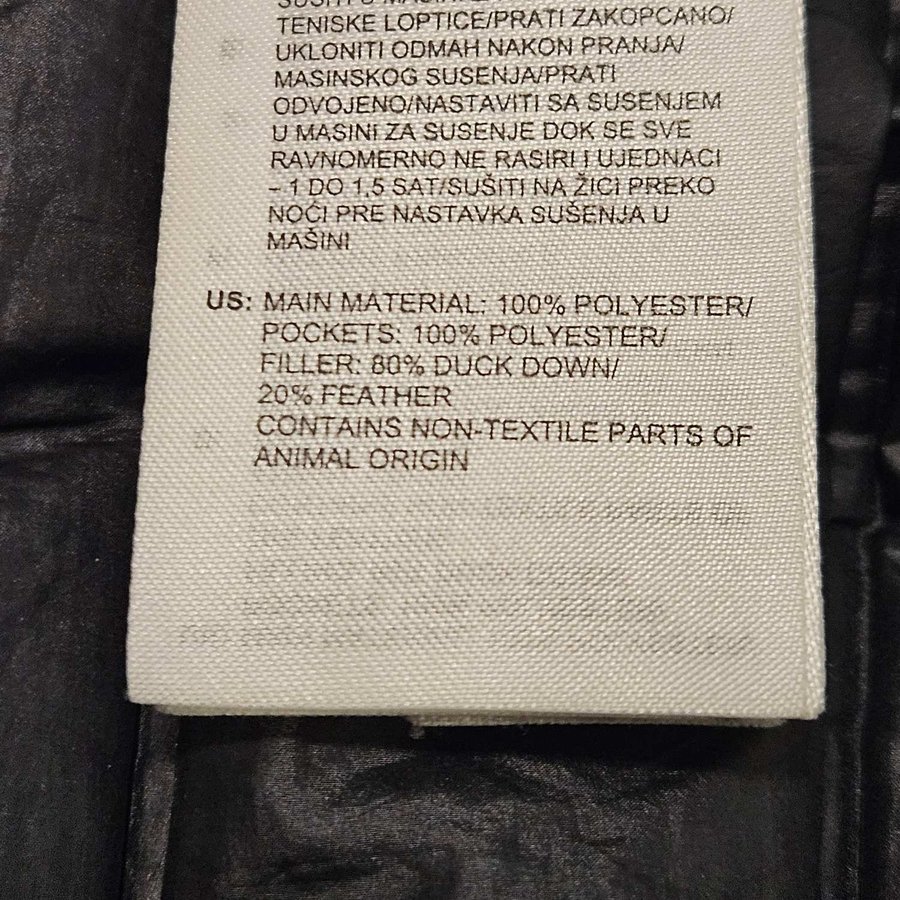 TENISKE LOPTICE/PRATI ZAKOPCANO/
UKLONITI ODMAH NAKON PRANJA/
MASINSKOG SUSENJA/PRATI
ODVOJENO/NASTAVITI SA SUSENJEM
U MASINI ZA SUSENJE DOK SE SVE
RAVNOMERNO NE RASIRI I UJEDNACI
– 1 DO 1,5 SAT/SUŠITI NA ŽICI PREKO
NOĆI PRE NASTAVKA SUŠENJA U
MAŠINI
US: MAIN MATERIAL: 100% POLYESTER/
POCKETS: 100% POLYESTER/
FILLER: 80% DUCK DOWN/
20% FEATHER
CONTAINS NON-TEXTILE PARTS OF
ANIMAL ORIGIN